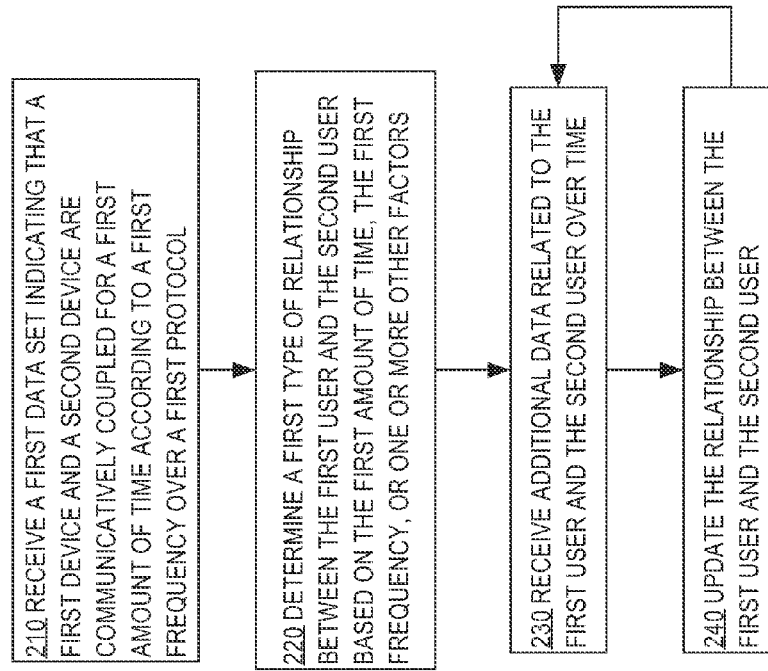 210 RECEIVE A FIRST DATA SET INDICATING THAT A
FIRST DEVICE AND A SECOND DEVICE ARE
COMMUNICATIVELY COUPLED FOR A FIRST
AMOUNT OF TIME ACCORDING TO A FIRST
FREQUENCY OVER A FIRST PROTOCOL
220 DETERMINE A FIRST TYPE OF RELATIONSHIP
BETWEEN THE FIRST USER AND THE SECOND USER
BASED ON THE FIRST AMOUNT OF TIME, THE FIRST
FREQUENCY, OR ONE OR MORE OTHER FACTORS
230 RECEIVE ADDITIONAL DATA RELATED TO THE
FIRST USER AND THE SECOND USER OVER TIME
240 UPDATE THE RELATIONSHIP BETWEEN THE
FIRST USER AND THE SECOND USER